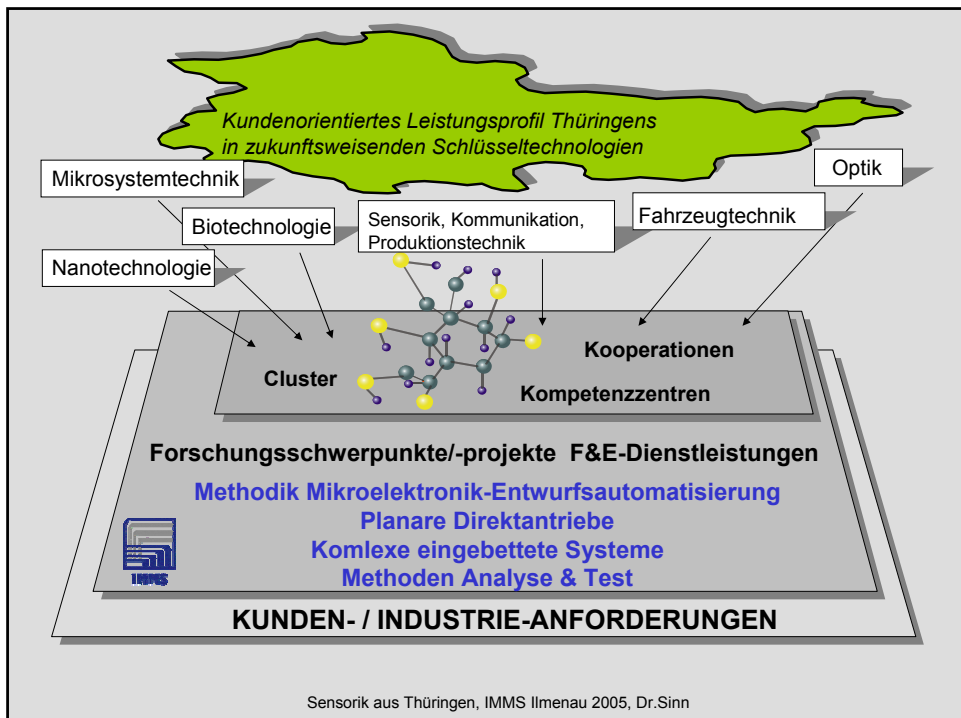 Kundenorientiertes Leistungsprofil Thüringens
in zukunftsweisenden Schlüsseltechnologien
Mikrosystemtechnik
Optik
Biotechnologie
Sensorik, Kommunikation,
Produktionstechnik
Fahrzeugtechnik
Nanotechnologie
Cluster
Kooperationen
Kompetenzzentren
Forschungsschwerpunkte/-projekte F&E-Dienstleistungen
Methodik Mikroelektronik-Entwurfsautomatisierung
Planare Direktantriebe
Komlexe eingebettete Systeme
Methoden Analyse & Test
IMMS
KUNDEN- / INDUSTRIE-ANFORDERUNGEN
Sensorik aus Thüringen, IMMS Ilmenau 2005, Dr.Sinn